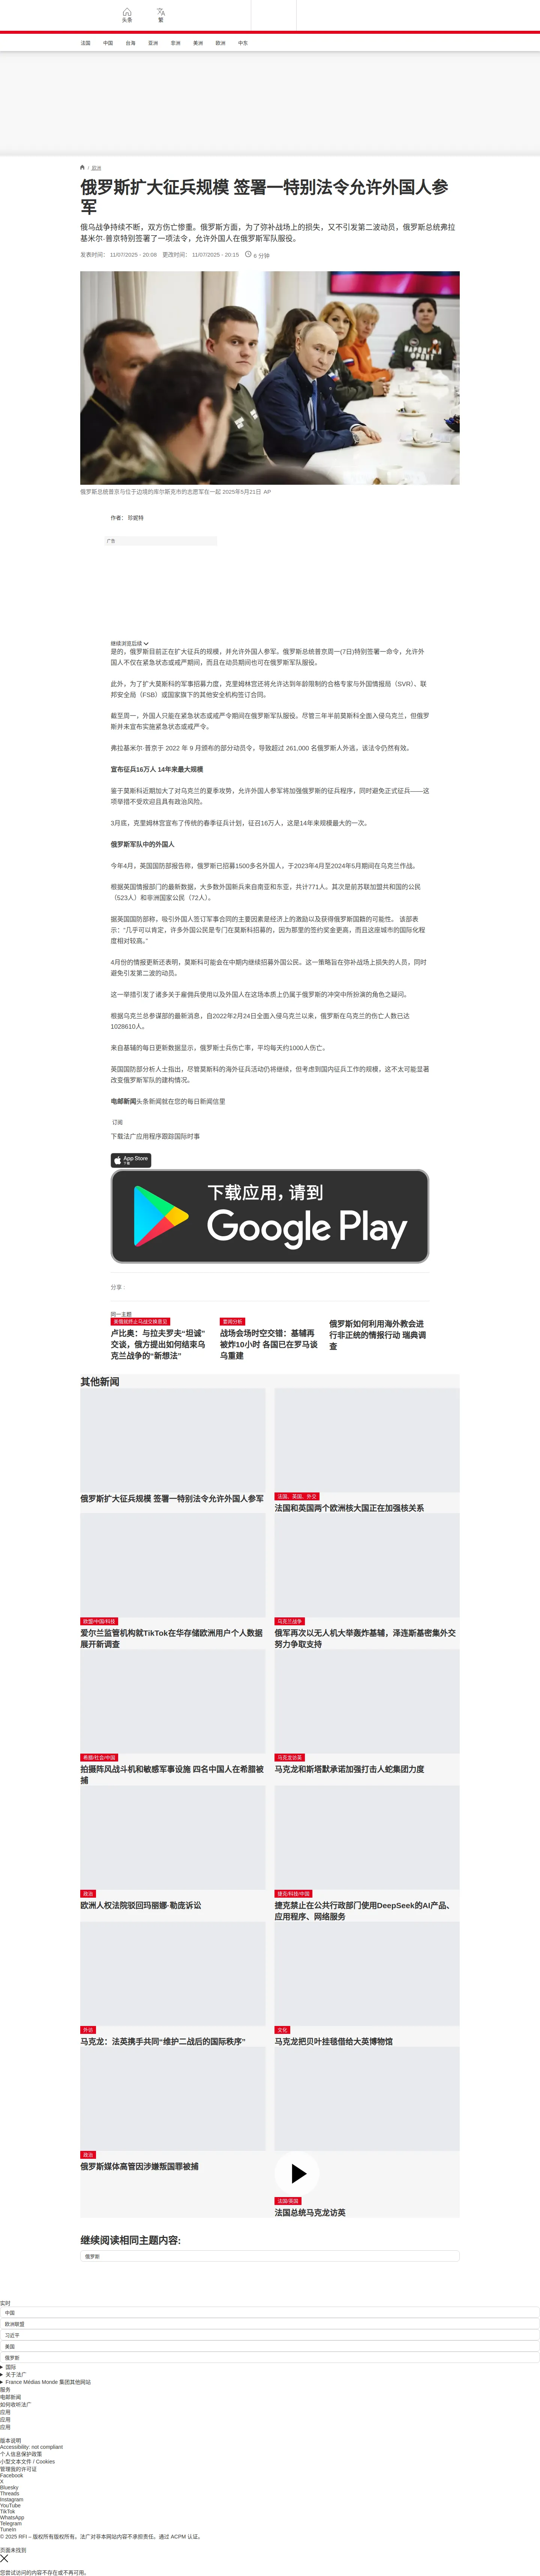 头条
繁
法国
中国
台海
亚洲
非洲
美洲
欧洲
中东
/ 欧洲
俄罗斯扩大征兵规模 签署一特别法令允许外国人参
军
俄乌战争持续不断，双方伤亡惨重。俄罗斯方面，为了弥补战场上的损失，又不引发第二波动员，俄罗斯总统弗拉
基米尔·普京特别签署了一项法令，允许外国人在俄罗斯军队服役。
发表时间： 11/07/2025 - 20:08 更改时间： 11/07/2025 - 20:15 6 分钟
俄罗斯总统普京与位于边境的库尔斯克市的志愿军在一起 2025年5月21日 AP
作者： 珍妮特
广告
继续浏览后续
是的，俄罗斯目前正在扩大征兵的规模，并允许外国人参军。俄罗斯总统普京周一(7日)特别签署一命令，允许外
国人不仅在紧急状态或戒严期间，而且在动员期间也可在俄罗斯军队服役。
此外，为了扩大莫斯科的军事招募力度，克里姆林宫还将允许达到年龄限制的合格专家与外国情报局（SVR）、联
邦安全局（FSB）或国家旗下的其他安全机构签订合同。
截至周一，外国人只能在紧急状态或戒严令期间在俄罗斯军队服役。尽管三年半前莫斯科全面入侵乌克兰，但俄罗
斯并未宣布实施紧急状态或戒严令。
弗拉基米尔·普京于 2022 年 9 月颁布的部分动员令，导致超过 261,000 名俄罗斯人外逃，该法令仍然有效。
宣布征兵16万人 14年来最大规模
鉴于莫斯科近期加大了对乌克兰的夏季攻势，允许外国人参军将加强俄罗斯的征兵程序，同时避免正式征兵——这
项举措不受欢迎且具有政治风险。
3月底，克里姆林宫宣布了传统的春季征兵计划，征召16万人，这是14年来规模最大的一次。
俄罗斯军队中的外国人
今年4月，英国国防部报告称，俄罗斯已招募1500多名外国人，于2023年4月至2024年5月期间在乌克兰作战。
根据英国情报部门的最新数据，大多数外国新兵来自南亚和东亚，共计771人。其次是前苏联加盟共和国的公民
（523人）和非洲国家公民（72人）。
据英国国防部称，吸引外国人签订军事合同的主要因素是经济上的激励以及获得俄罗斯国籍的可能性。 该部表
示：“几乎可以肯定，许多外国公民是专门在莫斯科招募的，因为那里的签约奖金更高，而且这座城市的国际化程
度相对较高。”
4月份的情报更新还表明，莫斯科可能会在中期内继续招募外国公民。这一策略旨在弥补战场上损失的人员，同时
避免引发第二波的动员。
这一举措引发了诸多关于雇佣兵使用以及外国人在这场本质上仍属于俄罗斯的冲突中所扮演的角色之疑问。
根据乌克兰总参谋部的最新消息，自2022年2月24日全面入侵乌克兰以来，俄罗斯在乌克兰的伤亡人数已达
1028610人。
来自基辅的每日更新数据显示，俄罗斯士兵伤亡率，平均每天约1000人伤亡。
英国国防部分析人士指出，尽管莫斯科的海外征兵活动仍将继续，但考虑到国内征兵工作的规模，这不太可能显著
改变俄罗斯军队的建构情况。
电邮新闻头条新闻就在您的每日新闻信里
订阅
下载法广应用程序跟踪国际时事
App Store
下载应用，请到
Google Play
分享 :
同一主题
美俄就终止乌战交换意见
卢比奥：与拉夫罗夫“坦诚”
交谈，俄方提出如何结束乌
克兰战争的“新想法”
要闻分析
战场会场时空交错：基辅再
被炸10小时 各国已在罗马谈
乌重建
俄罗斯如何利用海外教会进
行非正统的情报行动 瑞典调
查
其他新闻
俄罗斯扩大征兵规模 签署一特别法令允许外国人参军
法国、英国、外交
法国和英国两个欧洲核大国正在加强核关系
欧盟/中国/科技
爱尔兰监管机构就TikTok在华存储欧洲用户个人数据
展开新调查
乌克兰战争
俄军再次以无人机大举轰炸基辅，泽连斯基密集外交
努力争取支持
希腊/社会/中国
拍摄阵风战斗机和敏感军事设施 四名中国人在希腊被
捕
马克龙访英
马克龙和斯塔默承诺加强打击人蛇集团力度
政治
欧洲人权法院驳回玛丽娜·勒庞诉讼
捷克/科技/中国
捷克禁止在公共行政部门使用DeepSeek的AI产品、
应用程序、网络服务
外访
马克龙：法英携手共同“维护二战后的国际秩序”
文化
马克龙把贝叶挂毯借给大英博物馆
政治
俄罗斯媒体高管因涉嫌叛国罪被捕
法国/英国
法国总统马克龙访英
继续阅读相同主题内容:
俄罗斯
实时
中国
欧洲联盟
习近平
美国
俄罗斯
国际
关于法广
France Médias Monde 集团其他网站
服务
电邮新闻
如何收听法广
应用
应用
应用
版本说明
Accessibility: not compliant
个人信息保护政策
小型文本文件 / Cookies
管理我的许可证
Facebook
X
Bluesky
Threads
Instagram
YouTube
TikTok
WhatsApp
Telegram
TuneIn
© 2025 RFI – 版权所有版权所有。法广对非本网站内容不承担责任。通过 ACPM 认证。
页面未找到
您尝试访问的内容不存在或不再可用。